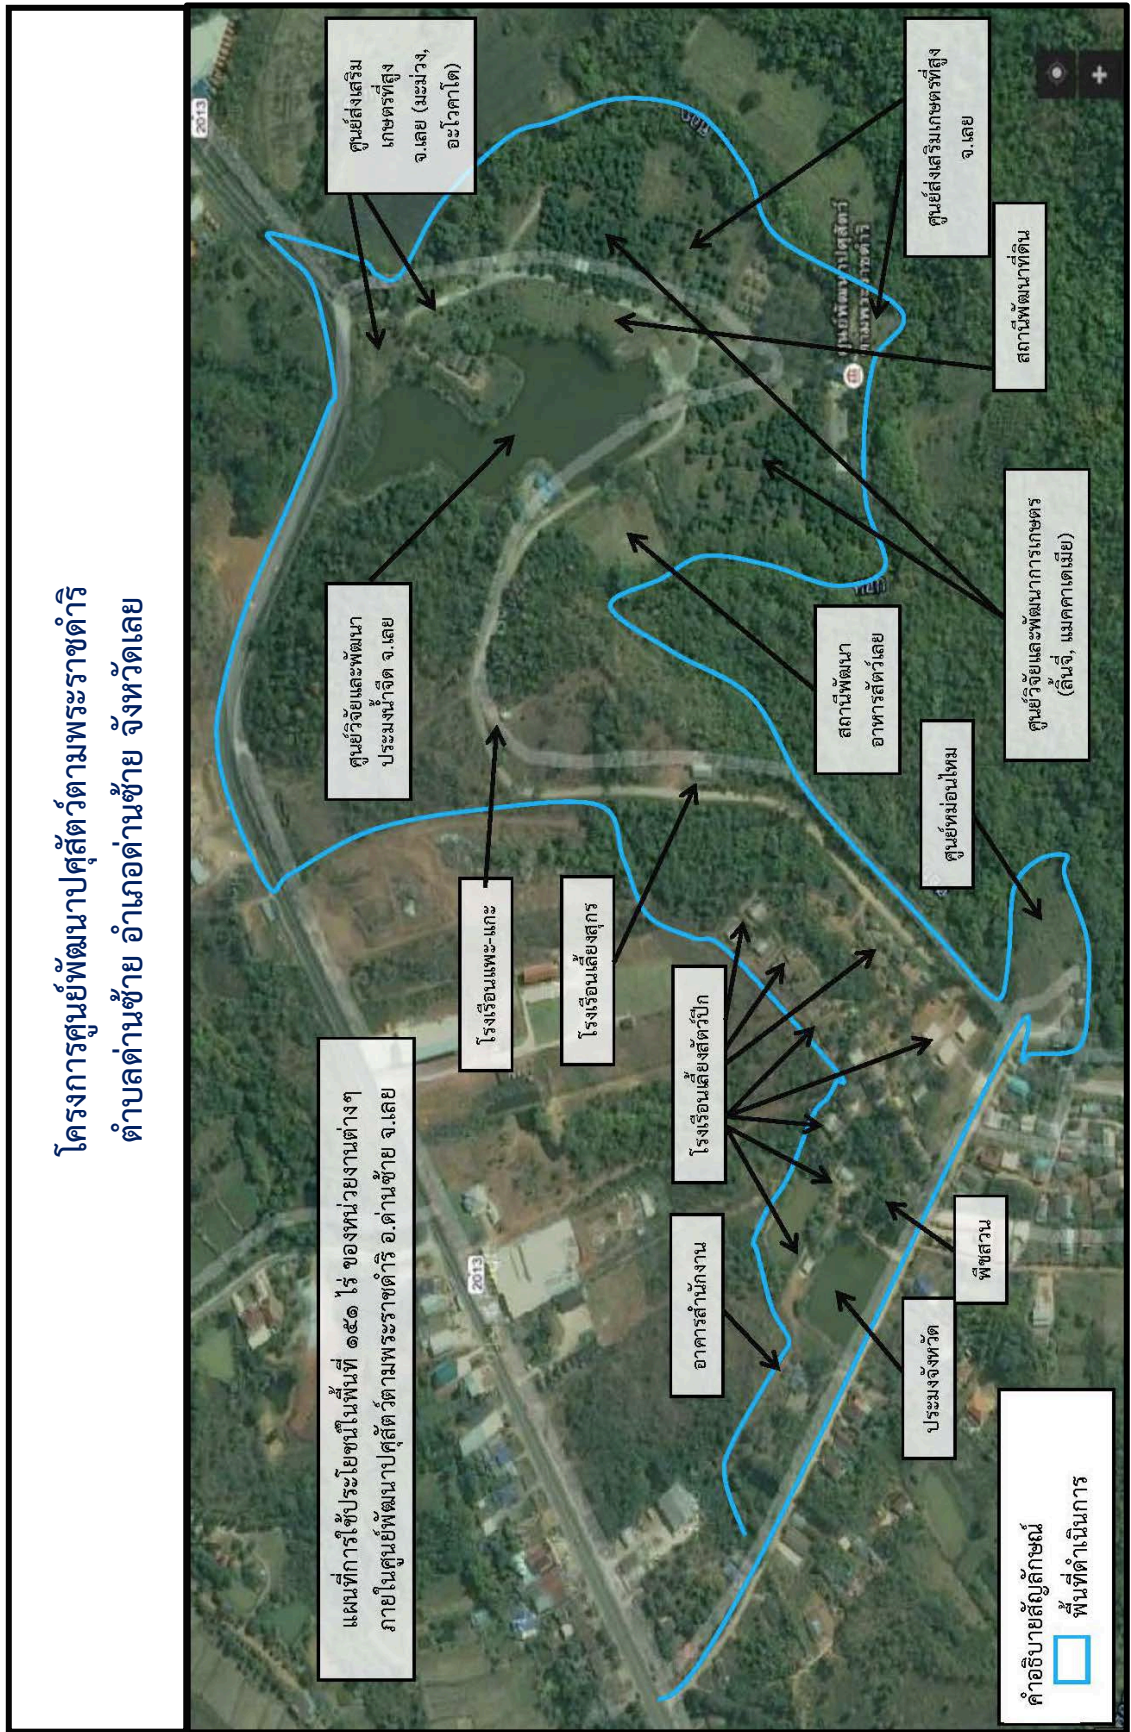 โครงการศูนย์พัฒนาปศุสัตว์ตามพระราชดำริ
ตำบลด่านซ้าย อำเภอด่านซ้าย จังหวัดเลย
แผนที่การใช้ประโยชน์ในพื้นที่ ๑๕๑ ไร่ ของหน่วยงานต่างๆ
ภายในศูนย์พัฒนาปศุสัตว์ตามพระราชดำริ อ.ด่านซ้าย จ.เลย
ศูนย์วิจัยและพัฒนา
ประมงน้ำจืด จ.เลย
ศูนย์ส่งเสริม
เกษตรที่สูง
จ.เลย (มะม่วง,
อะโวคาโด)
2013
2013
โรงเรือนแพะ-แกะ
โรงเรือนเลี้ยงสุกร
โรงเรือนเลี้ยงสัตว์ปีก
อาคารสำนักงาน
สถานีพัฒนา
อาหารสัตว์เลย
ศูนย์พัฒนาปศุสัตว์
ตามพระราชดำริ
ศูนย์ส่งเสริมเกษตรที่สูง
จ.เลย
ประมงจังหวัด
พืชสวน
ศูนย์หม่อนไหม
ศูนย์วิจัยและพัฒนาการเกษตร
(ลิ้นจี่, แมคคาเดเมีย)
สถานีพัฒนาที่ดิน
คำอธิบายสัญลักษณ์
พื้นที่ดำเนินการ